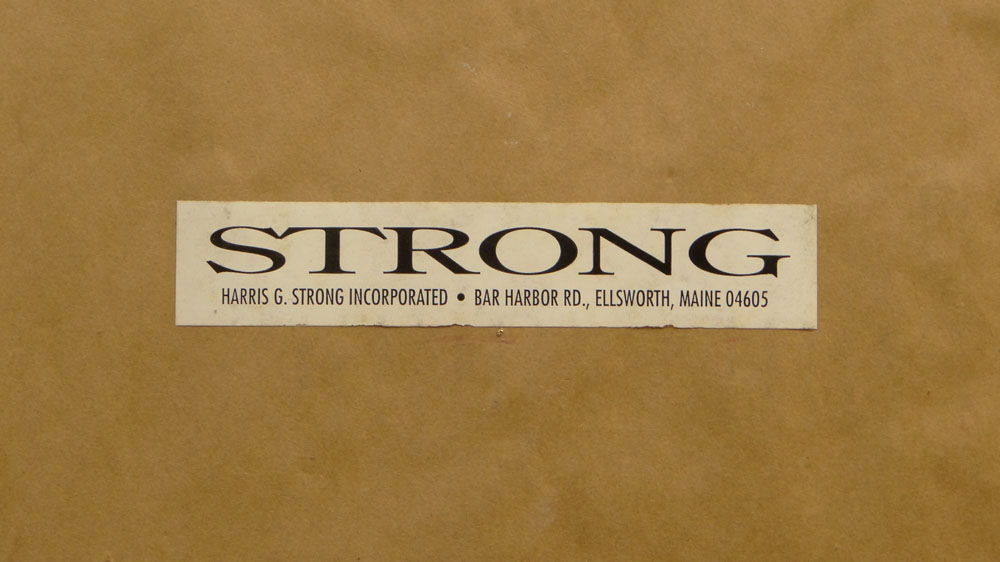 STRONG
HARRIS G. STRONG INCORPORATED • BAR HARBOR RD., ELLSWORTH, MAINE 04605